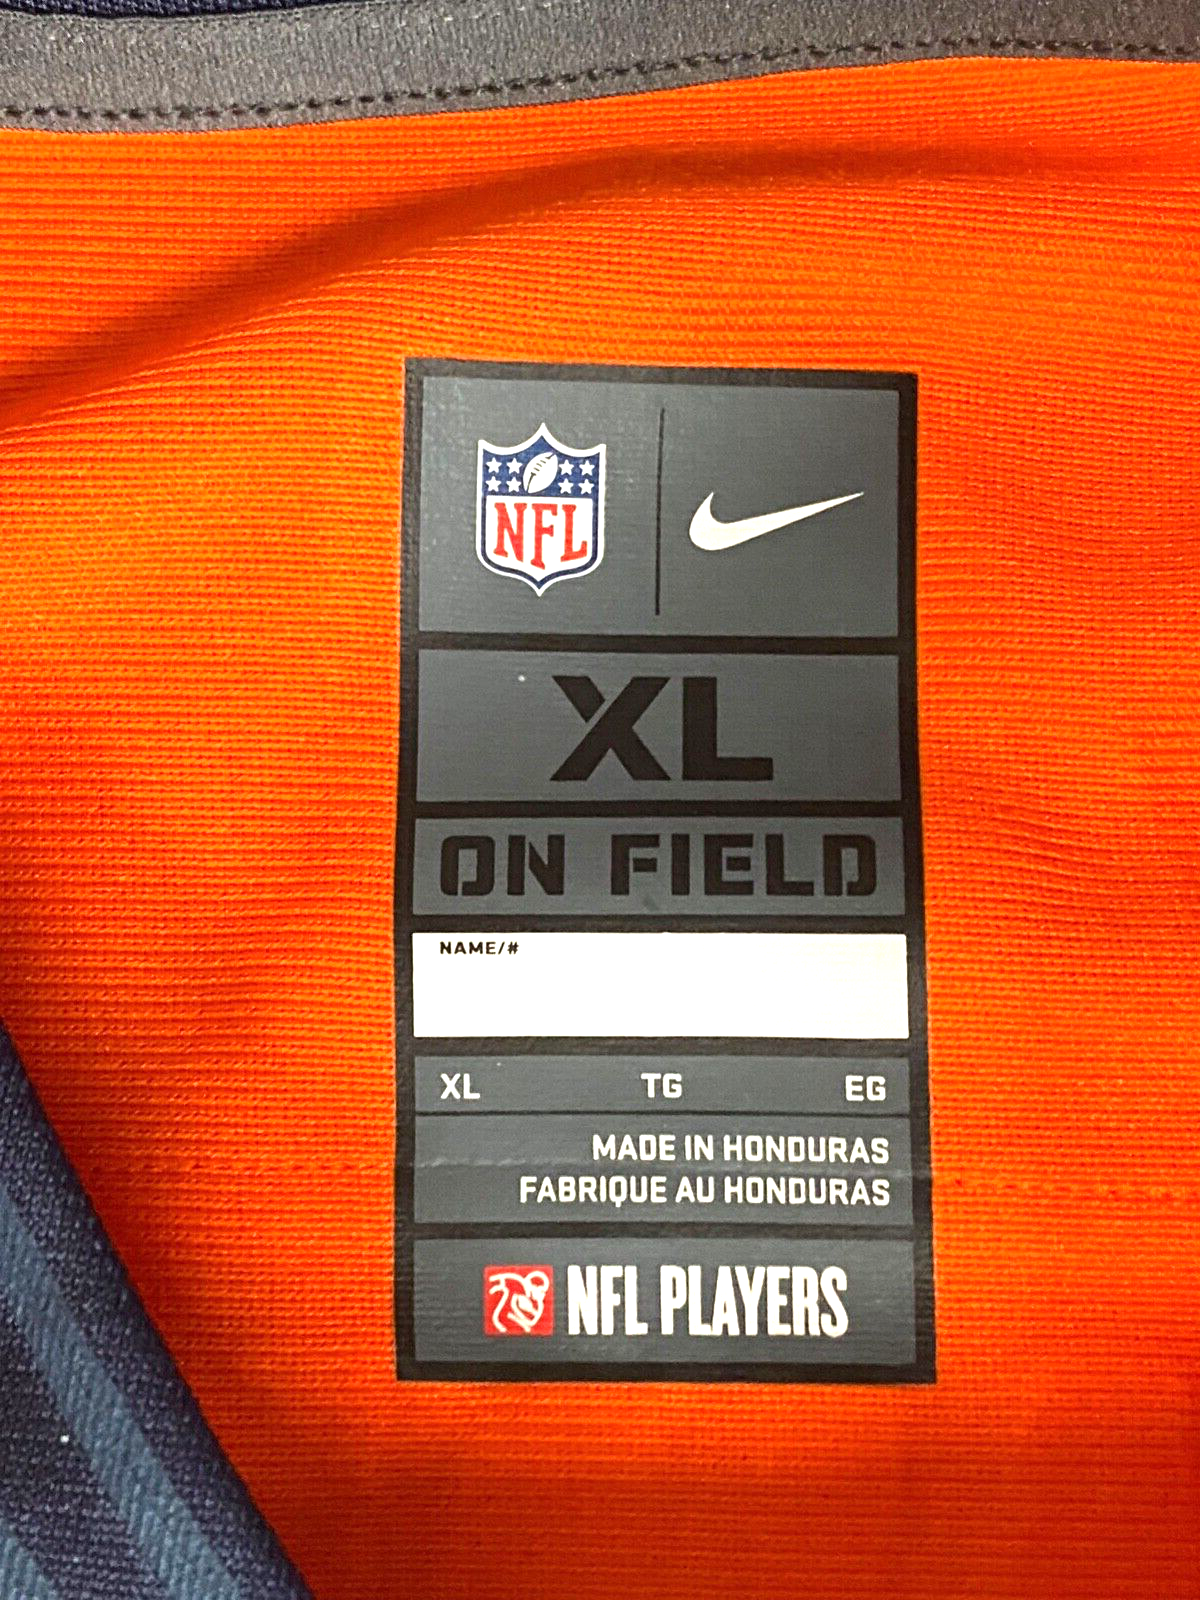 NFL
XL
ON FIELD
NAME/#
XL TG EG
MADE IN HONDURAS
FABRIQUE AU HONDURAS
NFL PLAYERS